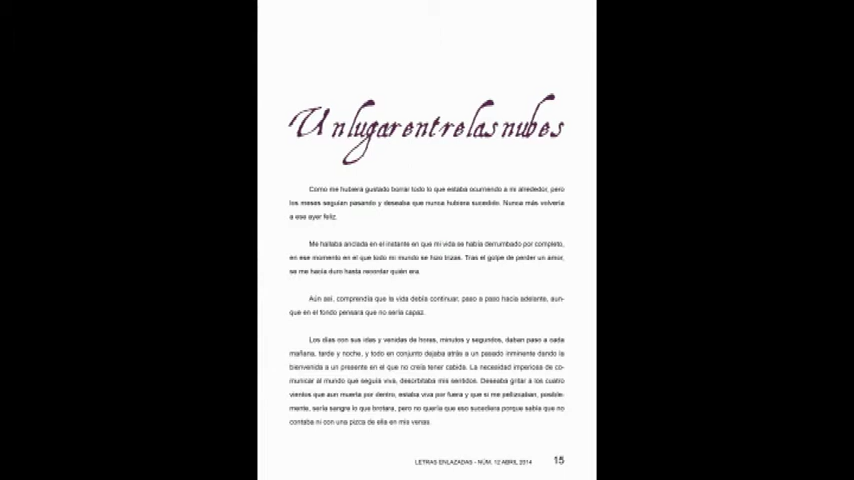 Un lugar entre las nubes
Como me hubiera gustado borrar todo lo que estaba ocurriendo a mi alrededor, pero
los meses seguían pasando y deseaba que nunca hubiera sucedido. Nunca más volvería
a ese ayer feliz.
Me hallaba anclada en el instante en que mi vida se había derrumbado por completo,
en ese momento en el que todo mi mundo se hizo trizas. Tras el golpe de perder un amor,
se me hacía duro hasta recordar quién era.
Aún así, comprendía que la vida debía continuar, paso a paso hacia adelante, aun-
que en el fondo pensara que no sería capaz.
Los días con sus idas y venidas de horas, minutos y segundos, daban paso a cada
mañana, tarde y noche, y todo en conjunto dejaba atrás a un pasado inminente dando la
bienvenida a un presente en el que no creía tener cabida. La necesidad imperiosa de co-
municar al mundo que seguía viva, desorbitaba mis sentidos. Deseaba gritar a los cuatro
vientos que aun muerta por dentro, estaba viva por fuera y que si me pellizcaban, posible-
mente, sería sangre lo que brotara, pero no quería que eso sucediera porque sabía que no
contaba ni con una pizca de ella en mis venas.
LETRAS ENLAZADAS - NÚM. 12 ABRIL 2014 15